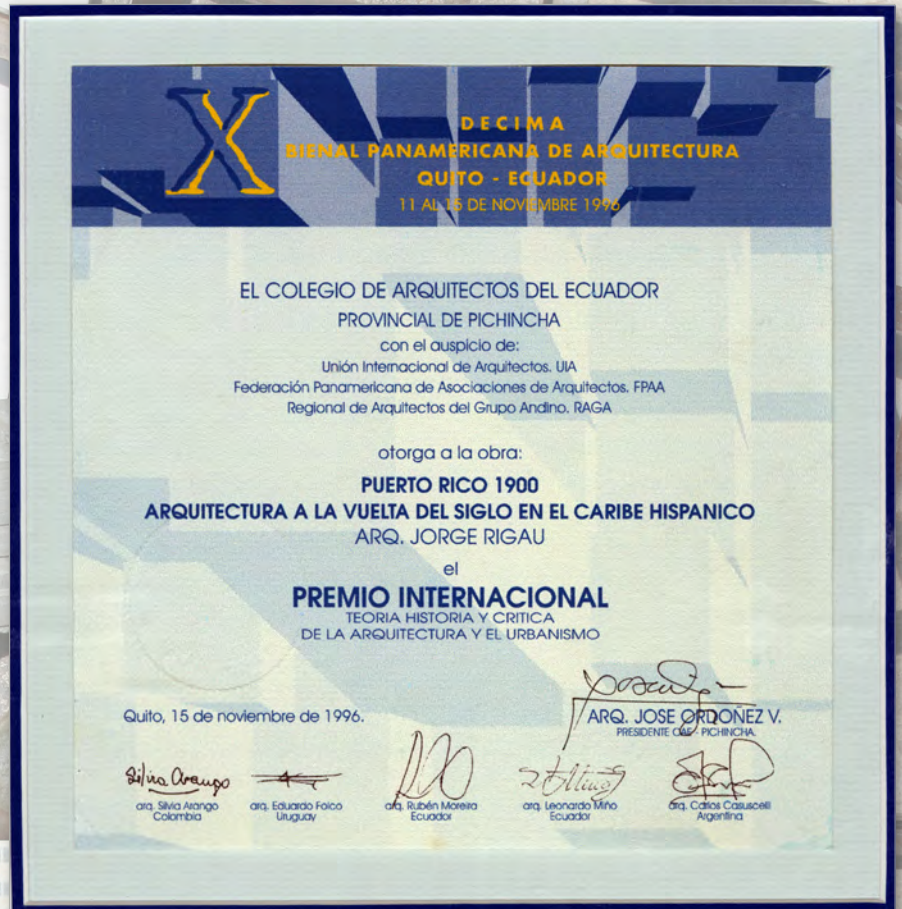 X
DECIMA
BIENAL PANAMERICANA DE ARQUITECTURA
QUITO - ECUADOR
11 AL 15 DE NOVIEMBRE 1996
EL COLEGIO DE ARQUITECTOS DEL ECUADOR
PROVINCIAL DE PICHINCHA
con el auspicio de:
Unión Internacional de Arquitectos. UIA
Federación Panamericana de Asociaciones de Arquitectos. FPAA
Regional de Arquitectos del Grupo Andino. RAGA
otorga a la obra:
PUERTO RICO 1900
ARQUITECTURA A LA VUELTA DEL SIGLO EN EL CARIBE HISPANICO
ARQ. JORGE RIGAU
el
PREMIO INTERNACIONAL
TEORIA HISTORIA Y CRITICA
DE LA ARQUITECTURA Y EL URBANISMO
Quito, 15 de noviembre de 1996.
ARQ. JOSE ORDOÑEZ V.
PRESIDENTE CAE - PICHINCHA.
Silvia Arango
arq. Silvia Arango
Colombia
arq. Eduardo Folco
Uruguay
arq. Rubén Moreira
Ecuador
arq. Leonardo Miño
Ecuador
arq. Carlos Casuscelli
Argentina